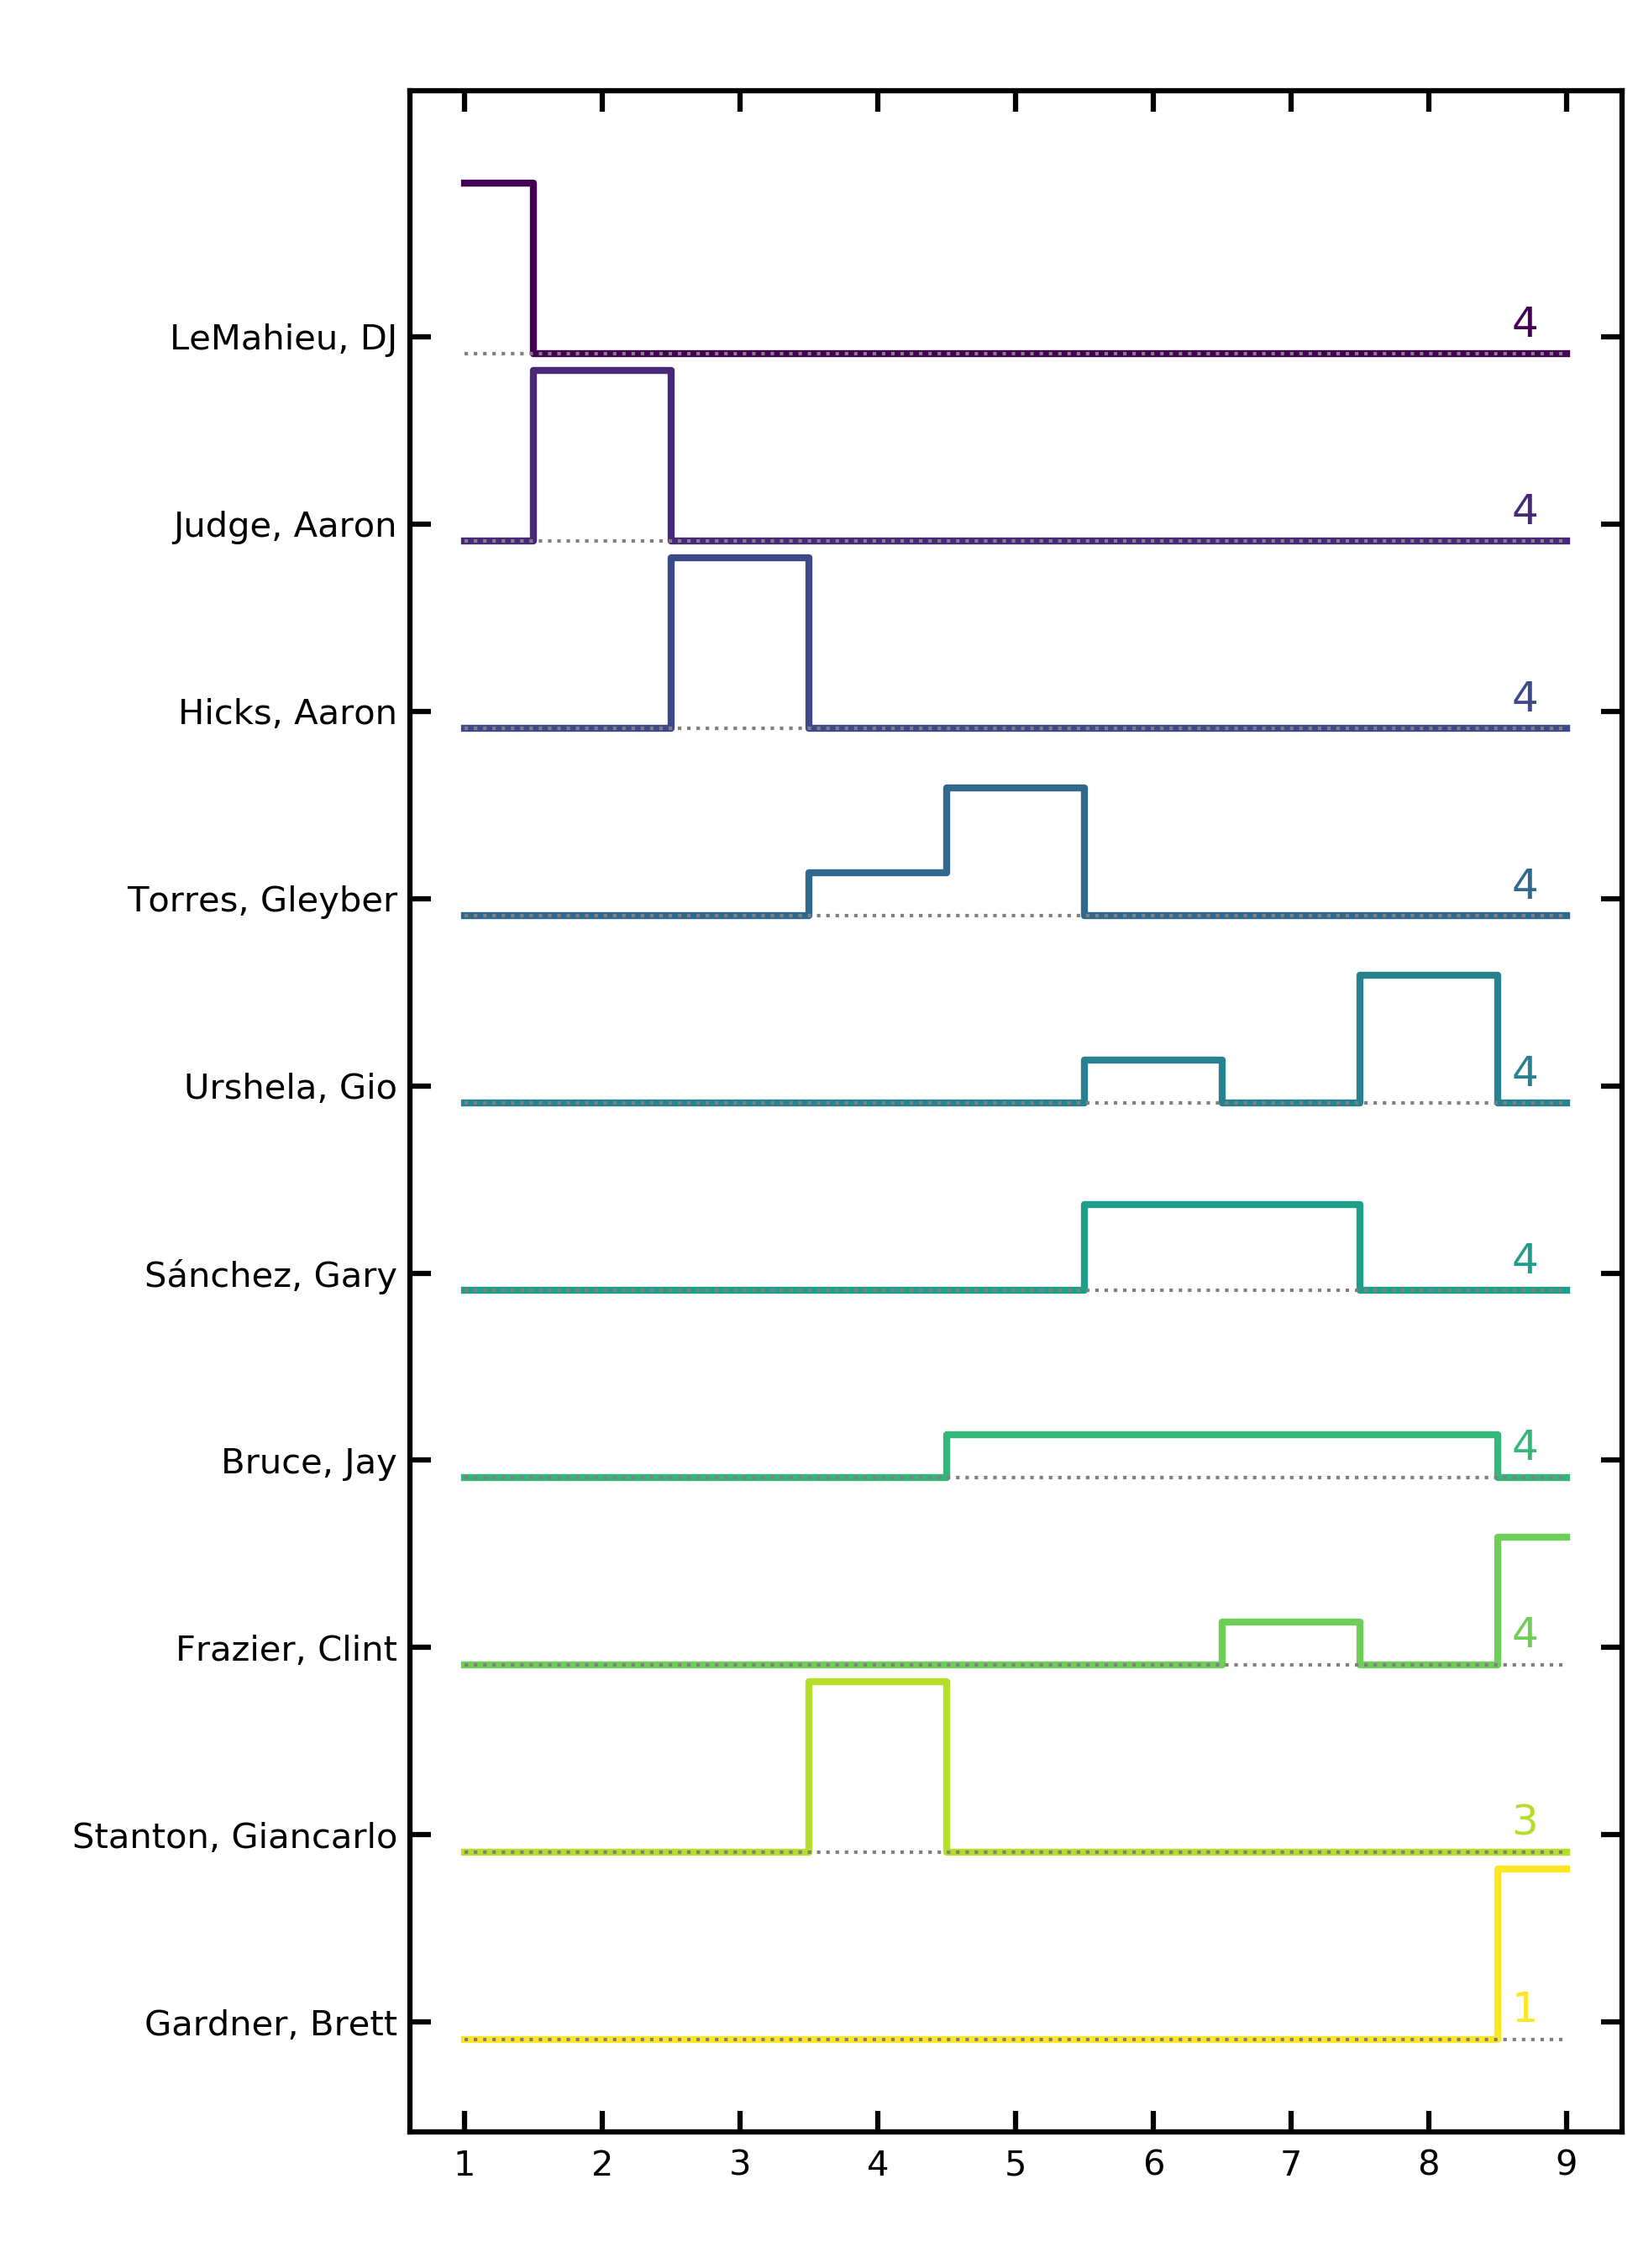 LeMahieu, DJ 4
Judge, Aaron 4
Hicks, Aaron 4
Torres, Gleyber 4
Urshela, Gio 4
Sánchez, Gary 4
Bruce, Jay 4
Frazier, Clint 4
Stanton, Giancarlo 3
Gardner, Brett 1
1 2 3 4 5 6 7 8 9